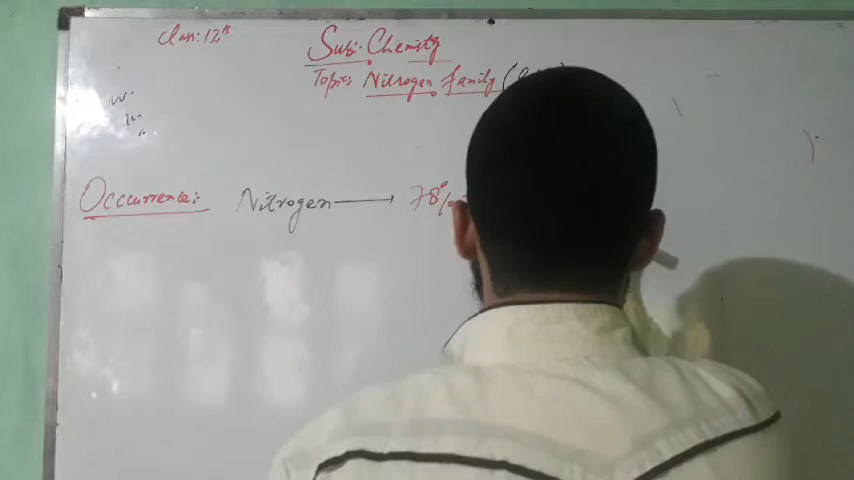 Class: 12th
Sub: Chemistry
Topic: Nitrogen family (
Occurrence: Nitrogen → 78%